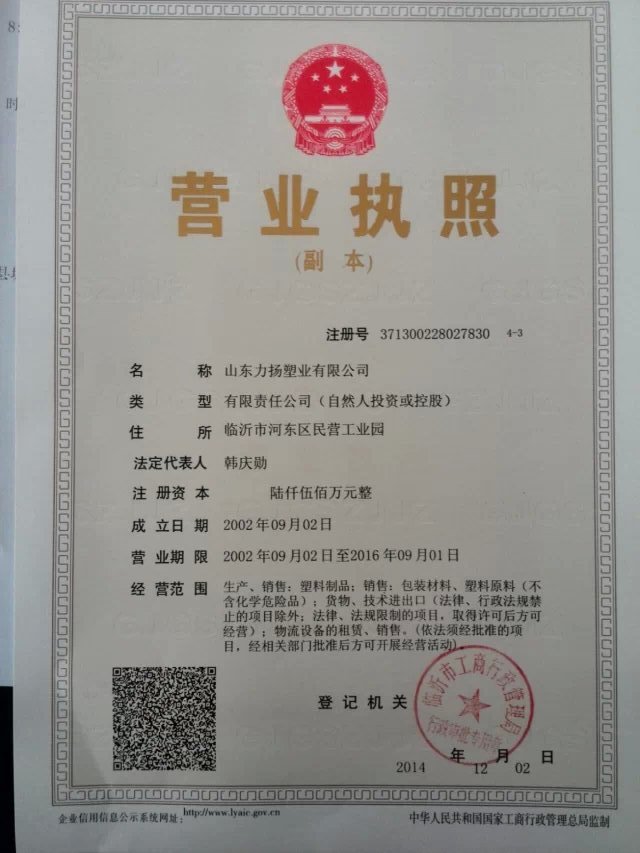 8:
时
营业执照
(副 本)
注册号 371300228027830 4-3
名 称 山东力扬塑业有限公司
类 型 有限责任公司（自然人投资或控股）
住 所 临沂市河东区民营工业园
法定代表人 韩庆勋
注 册 资 本 陆仟伍佰万元整
成 立 日 期 2002年09月02日
营 业 期 限 2002年09月02日至2016年09月01日
经 营 范 围 生产、销售：塑料制品；销售：包装材料、塑料原料（不
含化学危险品）；货物、技术进出口（法律、行政法规禁
止的项目除外；法律、法规限制的项目，取得许可后方可
经营）；物流设备的租赁、销售。（依法须经批准的项
目，经相关部门批准后方可开展经营活动）。
登 记 机 关
临沂市工商行政管理局
行政审批专用章
2014 年 12 月 02 日
企业信用信息公示系统网址： http://www.lyaic.gov.cn
中华人民共和国国家工商行政管理总局监制